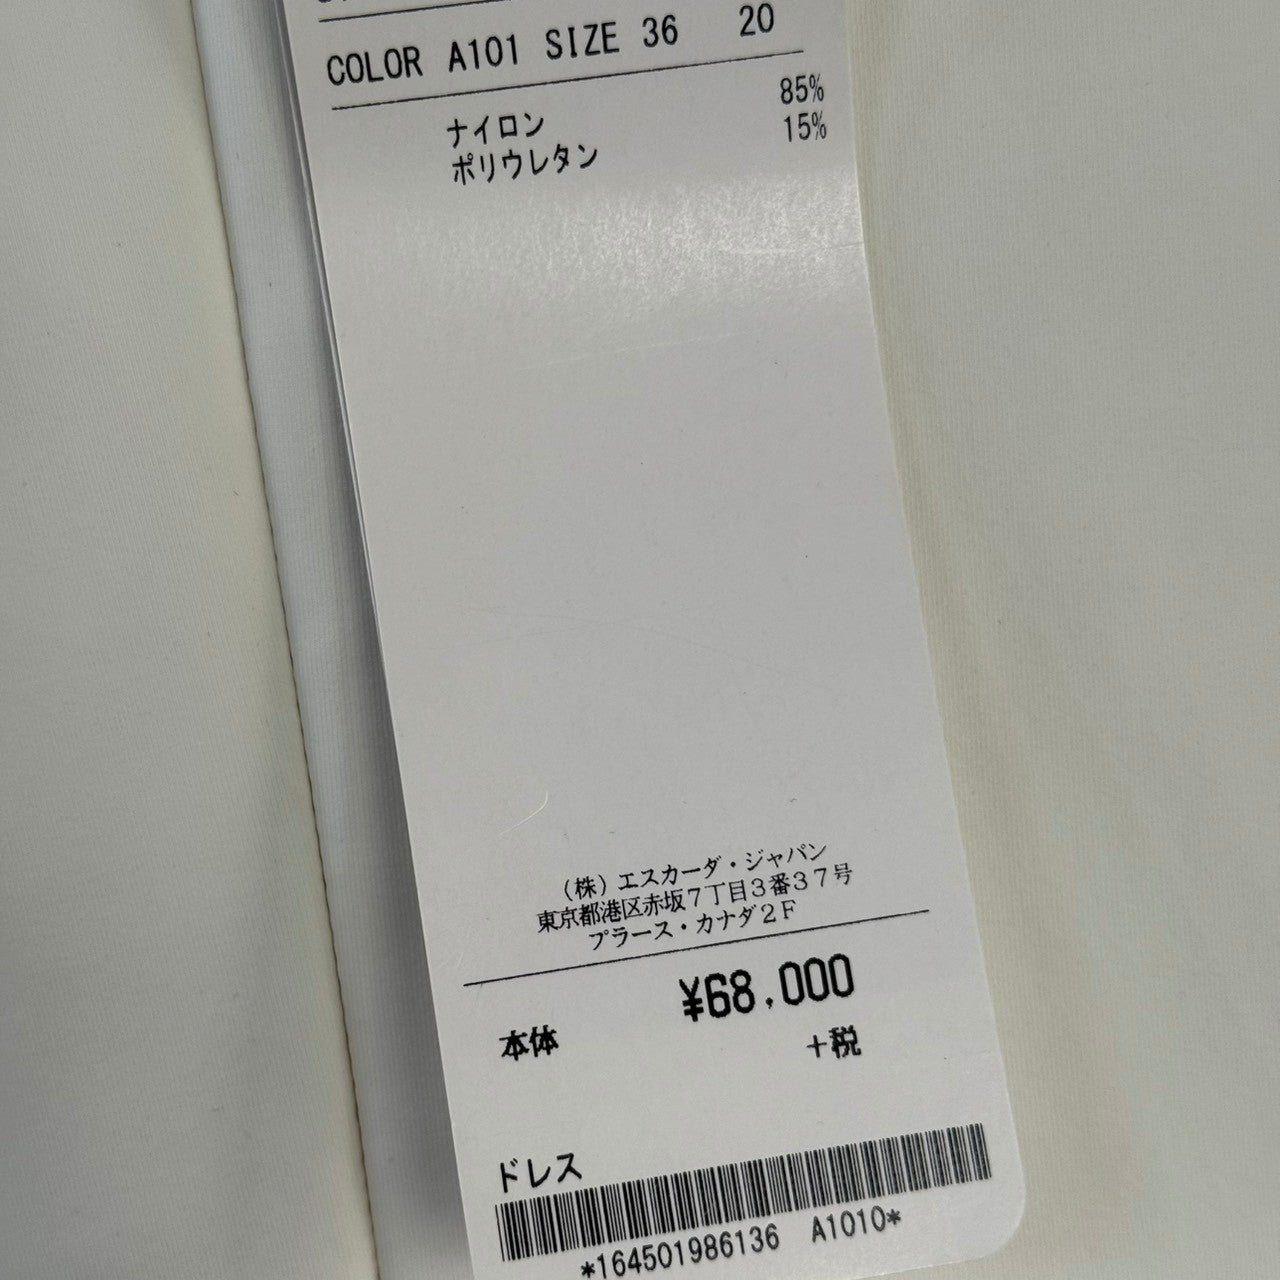 COLOR A101 SIZE 36 20
ナイロン 85%
ポリウレタン 15%
（株）エスカーダ・ジャパン
東京都港区赤坂７丁目３番３７号
プラース・カナダ２Ｆ
¥68,000
本体 +税
ドレス
*164501986136 A1010*